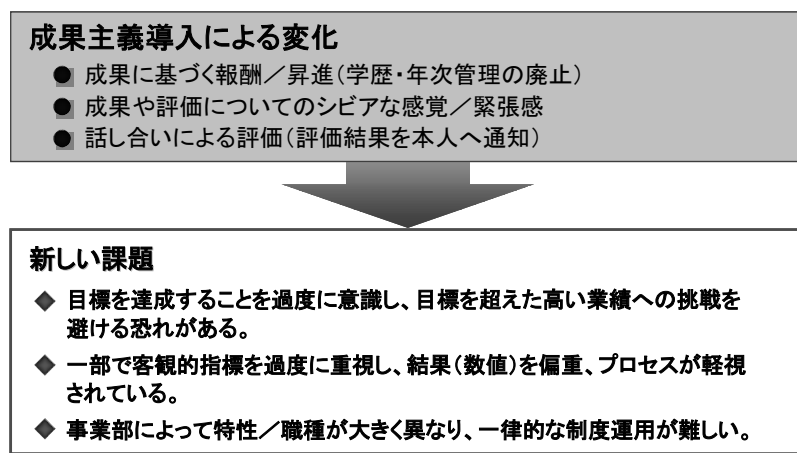 成果主義導入による変化
● 成果に基づく報酬／昇進（学歴・年次管理の廃止）
● 成果や評価についてのシビアな感覚／緊張感
● 話し合いによる評価（評価結果を本人へ通知）
新しい課題
◆ 目標を達成することを過度に意識し、目標を超えた高い業績への挑戦を
避ける恐れがある。
◆ 一部で客観的指標を過度に重視し、結果（数値）を偏重、プロセスが軽視
されている。
◆ 事業部によって特性／職種が大きく異なり、一律的な制度運用が難しい。